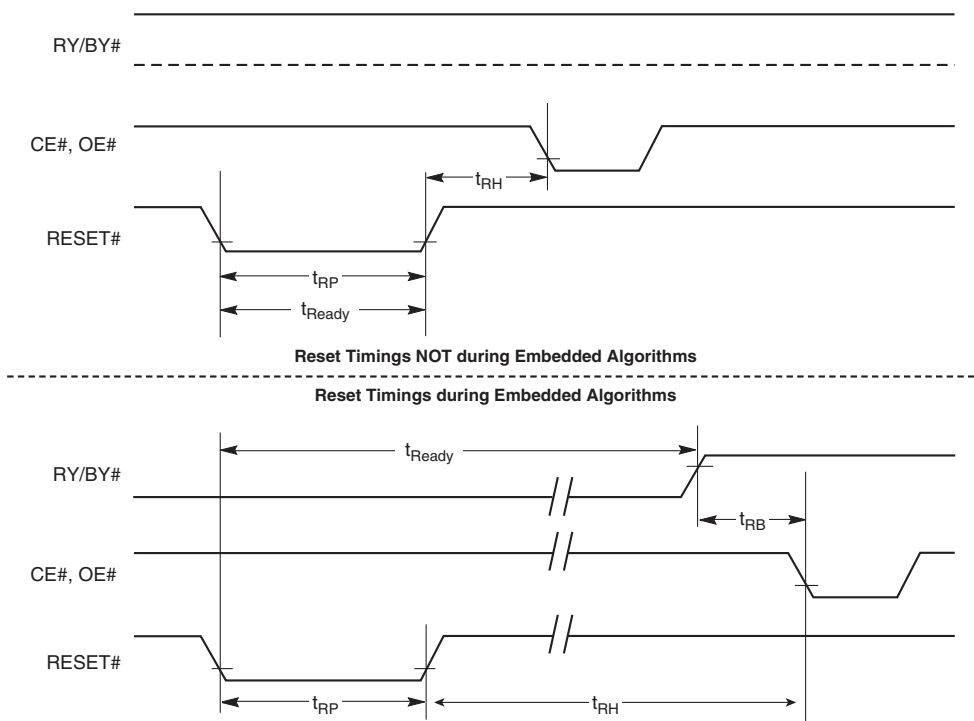 RY/BY#
CE#, OE#
tRH
RESET#
tRP
tReady
Reset Timings NOT during Embedded Algorithms
Reset Timings during Embedded Algorithms
tReady
RY/BY#
tRB
CE#, OE#
RESET#
tRP
tRH